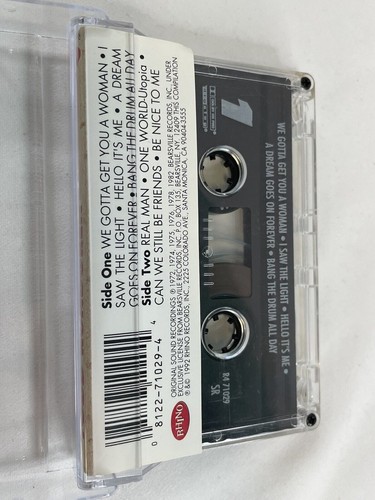 Side One WE GOTTA GET YOU A WOMAN • I
SAW THE LIGHT • HELLO IT'S ME • A DREAM
GOES ON FOREVER • BANG THE DRUM ALL DAY
Side Two REAL MAN • ONE WORLD-Utopia •
CAN WE STILL BE FRIENDS • BE NICE TO ME
ORIGINAL SOUND RECORDINGS ℗ 1972, 1974, 1975, 1976, 1978, 1982 BEARSVILLE RECORDS, INC., UNDER
EXCLUSIVE LICENSE FROM BEARSVILLE RECORDS, INC., P.O. BOX 135, BEARSVILLE, NY, 12409 THIS COMPILATION
℗ &© 1992 RHINO RECORDS, INC., 2225 COLORADO AVE., SANTA MONICA, CA 90404-3555
0 8122-71029-4 4
RHINO
1
WE GOTTA GET YOU A WOMAN • I SAW THE LIGHT • HELLO IT'S ME •
A DREAM GOES ON FOREVER • BANG THE DRUM ALL DAY
R4 71029
SR